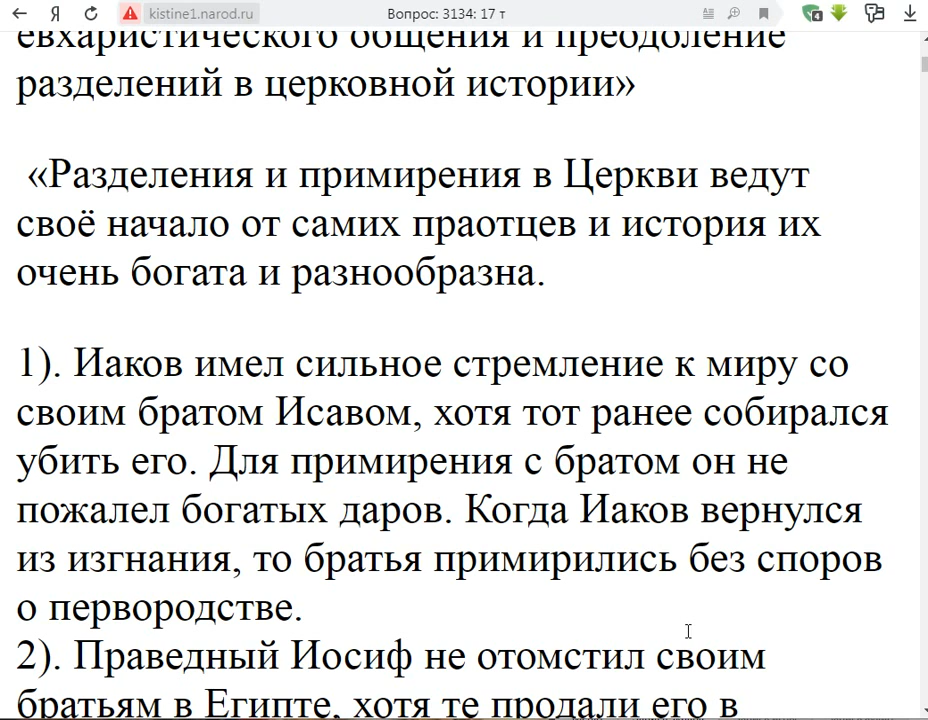 kistine1.narod.ru
Вопрос: 3134: 17 т
4
евхаристического общения и преодоление
разделений в церковной истории»
«Разделения и примирения в Церкви ведут
своё начало от самих праотцев и история их
очень богата и разнообразна.
1). Иаков имел сильное стремление к миру со
своим братом Исавом, хотя тот ранее собирался
убить его. Для примирения с братом он не
пожалел богатых даров. Когда Иаков вернулся
из изгнания, то братья примирились без споров
о первородстве.
2). Праведный Иосиф не отомстил своим
братьям в Египте, хотя те продали его в